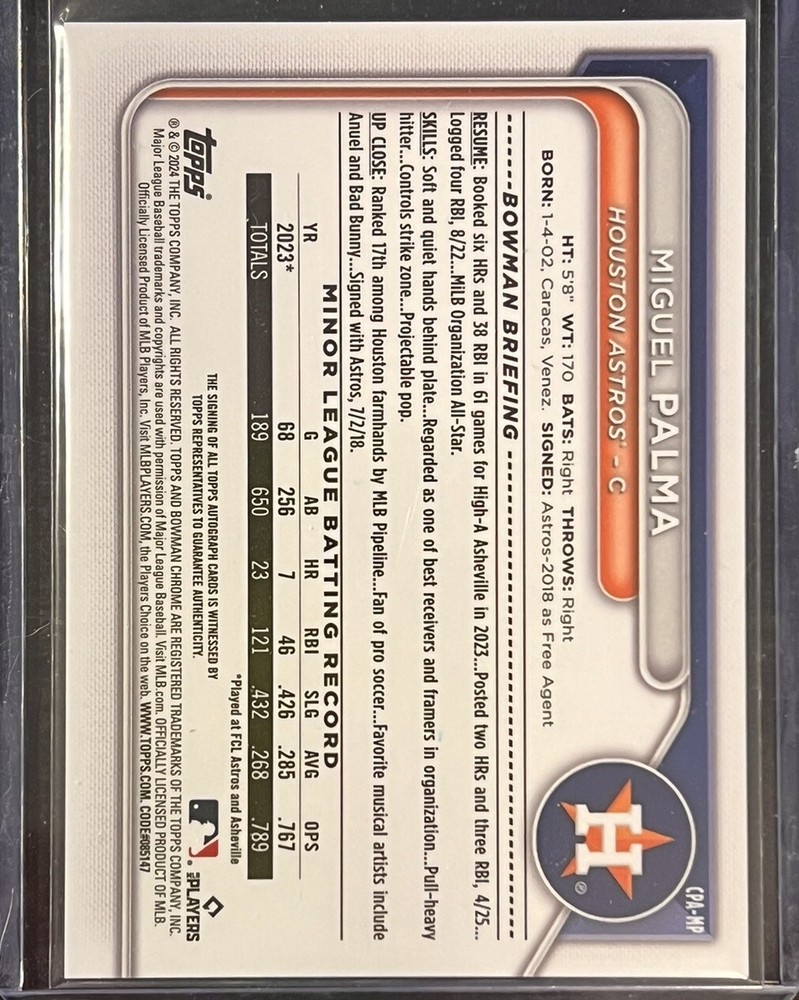 CPA-MP
MIGUEL PALMA
HOUSTON ASTROS® - C
HT: 5'8" WT: 170 BATS: Right THROWS: Right
BORN: 1-4-02, Caracas, Venez. SIGNED: Astros-2018 as Free Agent
BOWMAN BRIEFING
RESUME: Booked six HRs and 38 RBI in 61 games for High-A Asheville in 2023...Posted two HRs and three RBI, 4/25...
Logged four RBI, 8/22...MiLB Organization All-Star.
SKILLS: Soft and quiet hands behind plate...Regarded as one of best receivers and framers in organization...Pull-heavy
hitter...Controls strike zone...Projectable pop.
UP CLOSE: Ranked 17th among Houston farmhands by MLB Pipeline...Fan of pro soccer...Favorite musical artists include
Anuel and Bad Bunny...Signed with Astros, 7/2/18.
MINOR LEAGUE BATTING RECORD
YR G AB HR RBI SLG AVG OPS
2023* 68 256 7 46 .426 .285 .767
TOTALS 189 650 23 121 .432 .268 .789
*Played at FCL Astros and Asheville
THE SIGNING OF ALL TOPPS AUTOGRAPH CARDS IS WITNESSED BY
TOPPS REPRESENTATIVES TO GUARANTEE AUTHENTICITY.
topps®
MLB PLAYERS
® & © 2024 THE TOPPS COMPANY, INC. ALL RIGHTS RESERVED. TOPPS AND BOWMAN CHROME ARE REGISTERED TRADEMARKS OF THE TOPPS COMPANY, INC.
Major League Baseball trademarks and copyrights are used with permission of Major League Baseball. Visit MLB.com. OFFICIALLY LICENSED PRODUCT OF MLB.
Officially Licensed Product of MLB Players, Inc. Visit MLBPLAYERS.COM, the Players Choice on the web. WWW.TOPPS.COM. CODE#085147